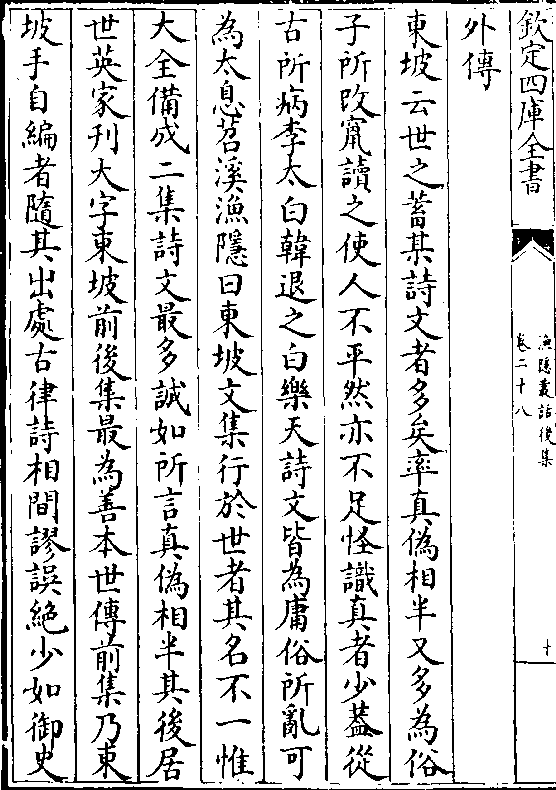 欽定四庫全書
漁隱叢話後集
卷二十八
十
外傳
東坡云世之蓄某詩文者多矣率真偽相半又多為俗
子所改竄讀之使人不平然亦不足怪識真者少蓋從
古所病李太白韓退之白樂天詩文皆為庸俗所亂可
為太息苕溪漁隱曰東坡文集行於世者其名不一惟
大全備成二集詩文最多誠如所言真偽相半其後居
世英家刊大字東坡前後集最為善本世傳前集乃東
坡手自編者隨其出處古律詩相間謬誤絶少如御史